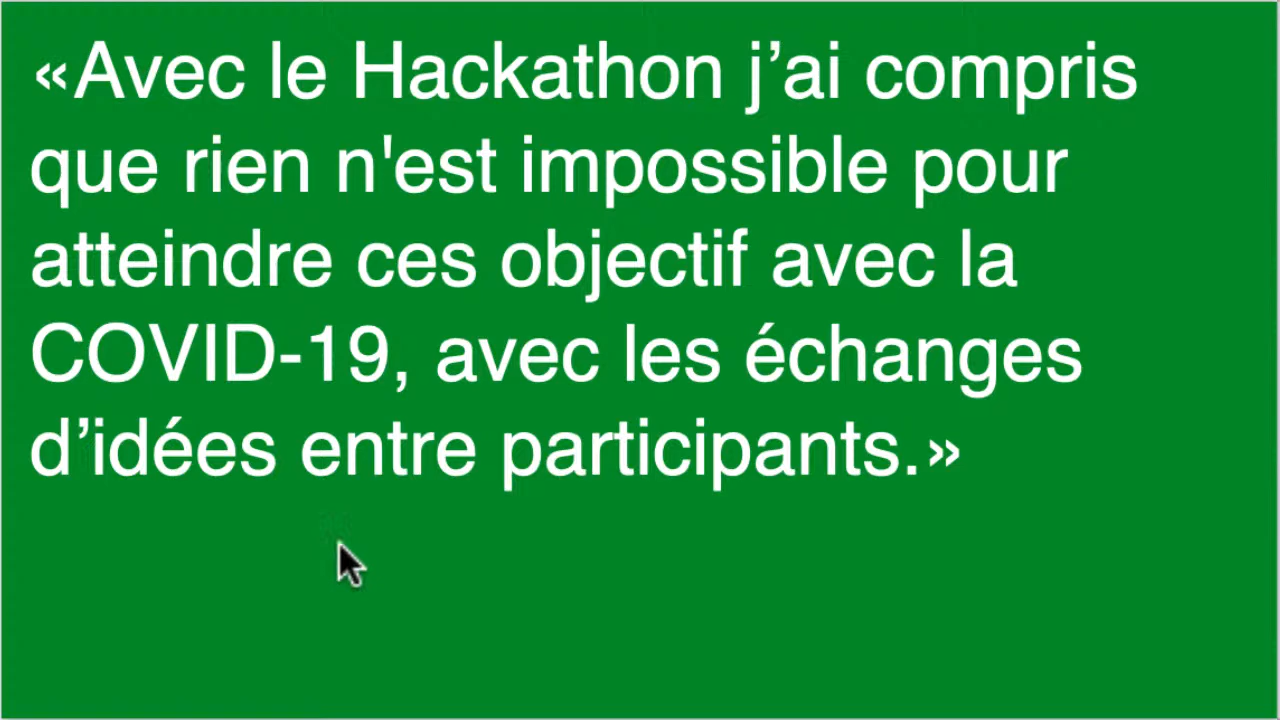 «Avec le Hackathon j’ai compris
que rien n'est impossible pour
atteindre ces objectif avec la
COVID-19, avec les échanges
d’idées entre participants.»